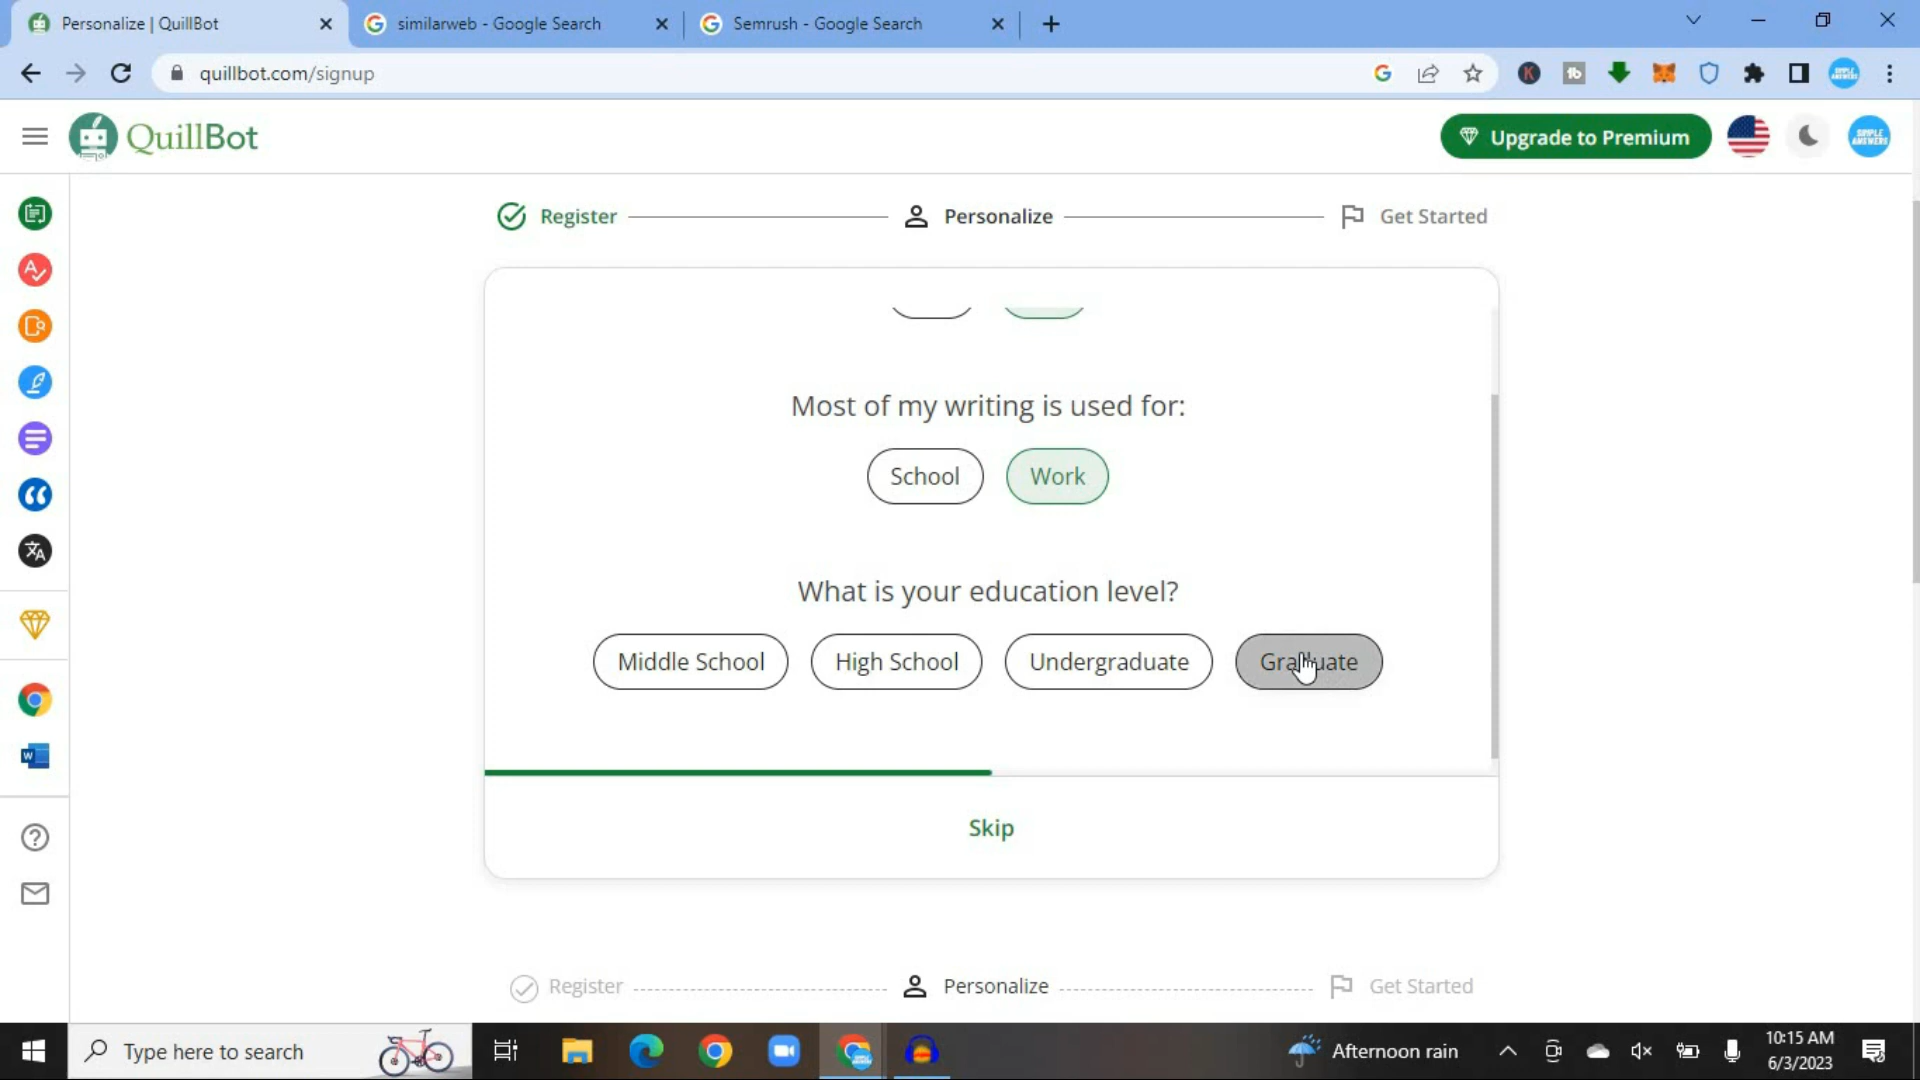 Personalize | QuillBot
similarweb - Google Search
Semrush - Google Search
quillbot.com/signup
QuillBot
Upgrade to Premium
SIMPLE ANSWERS
Register
Personalize
Get Started
Most of my writing is used for:
School
Work
What is your education level?
Middle School
High School
Undergraduate
Graduate
Skip
Register
Personalize
Get Started
Type here to search
Afternoon rain
10:15 AM
6/3/2023